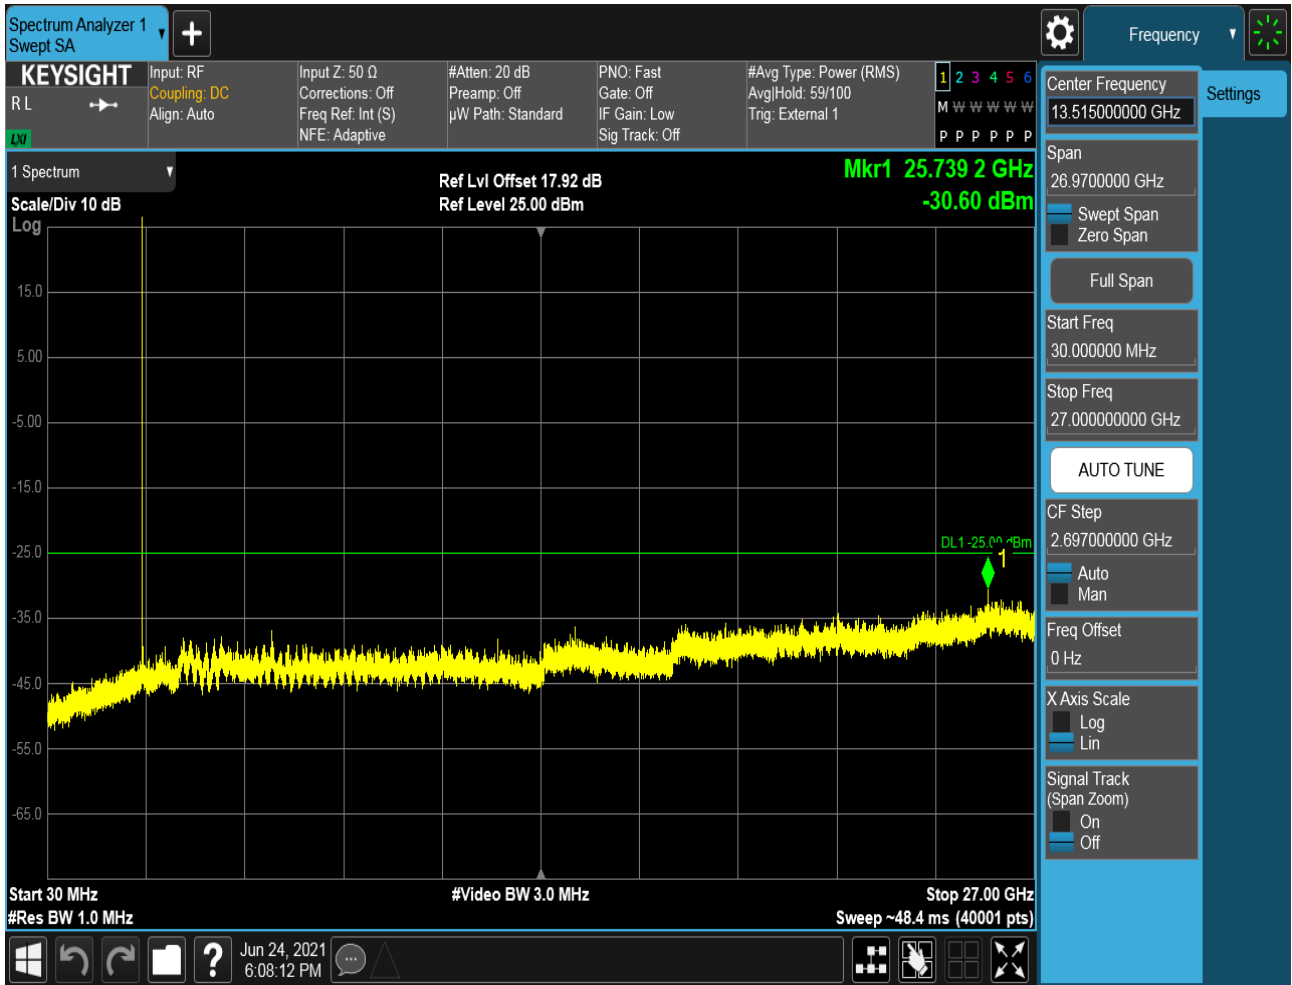 Spectrum Analyzer 1
Swept SA
Frequency
KEYSIGHT
R L
LXI
Input: RF
Coupling: DC
Align: Auto
Input Z: 50 Ω
Corrections: Off
Freq Ref: Int (S)
NFE: Adaptive
#Atten: 20 dB
Preamp: Off
µW Path: Standard
PNO: Fast
Gate: Off
IF Gain: Low
Sig Track: Off
#Avg Type: Power (RMS)
Avg|Hold: 59/100
Trig: External 1
1 2 3 4 5 6
M W W W W W
P P P P P P
1 Spectrum
Scale/Div 10 dB
Log
Ref Lvl Offset 17.92 dB
Ref Level 25.00 dBm
Mkr1 25.739 2 GHz
-30.60 dBm
15.0
5.00
-5.00
-15.0
-25.0
-35.0
-45.0
-55.0
-65.0
DL1 -25.00 dBm
1
Start 30 MHz
#Res BW 1.0 MHz
#Video BW 3.0 MHz
Stop 27.00 GHz
Sweep ~48.4 ms (40001 pts)
Center Frequency
13.515000000 GHz
Settings
Span
26.9700000 GHz
Swept Span
Zero Span
Full Span
Start Freq
30.000000 MHz
Stop Freq
27.000000000 GHz
AUTO TUNE
CF Step
2.697000000 GHz
Auto
Man
Freq Offset
0 Hz
X Axis Scale
Log
Lin
Signal Track
(Span Zoom)
On
Off
?
Jun 24, 2021
6:08:12 PM